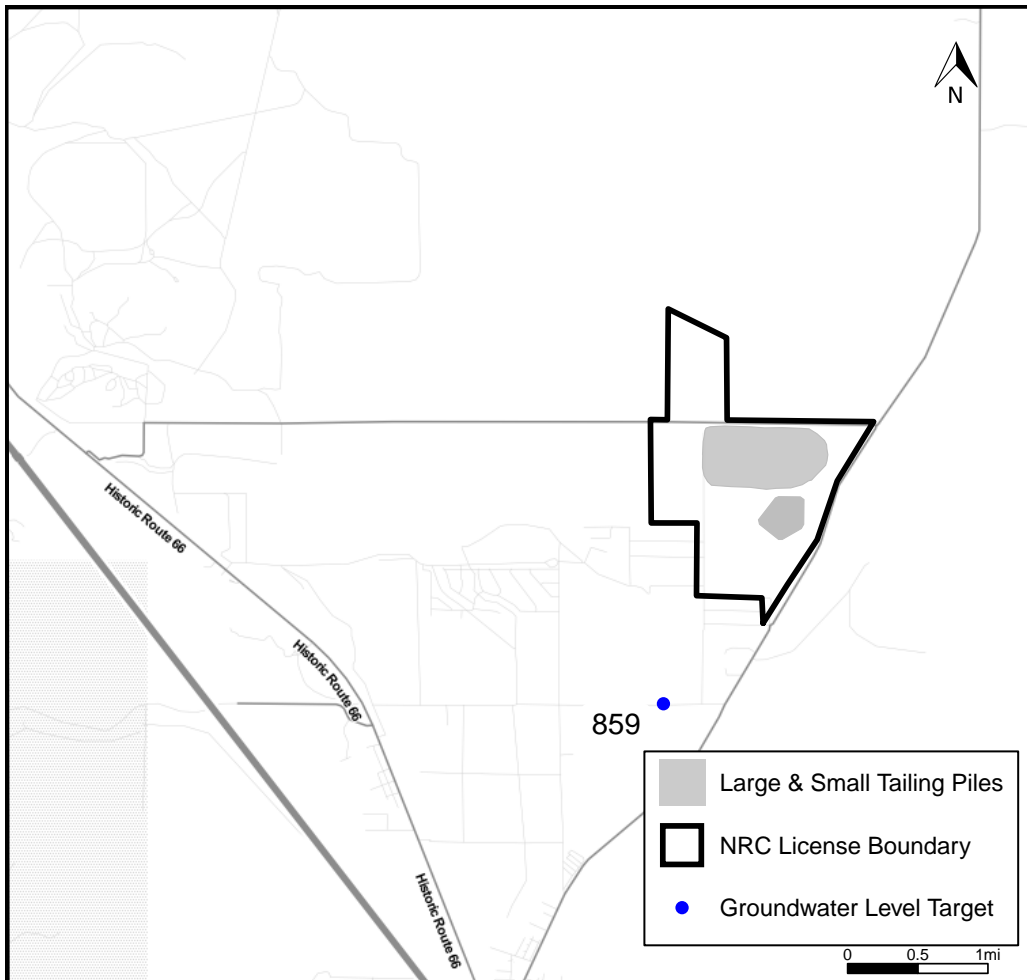 N
Historic Route 66
Historic Route 66
859
Historic Route 66
Large & Small Tailing Piles
NRC License Boundary
Groundwater Level Target
0 0.5 1mi